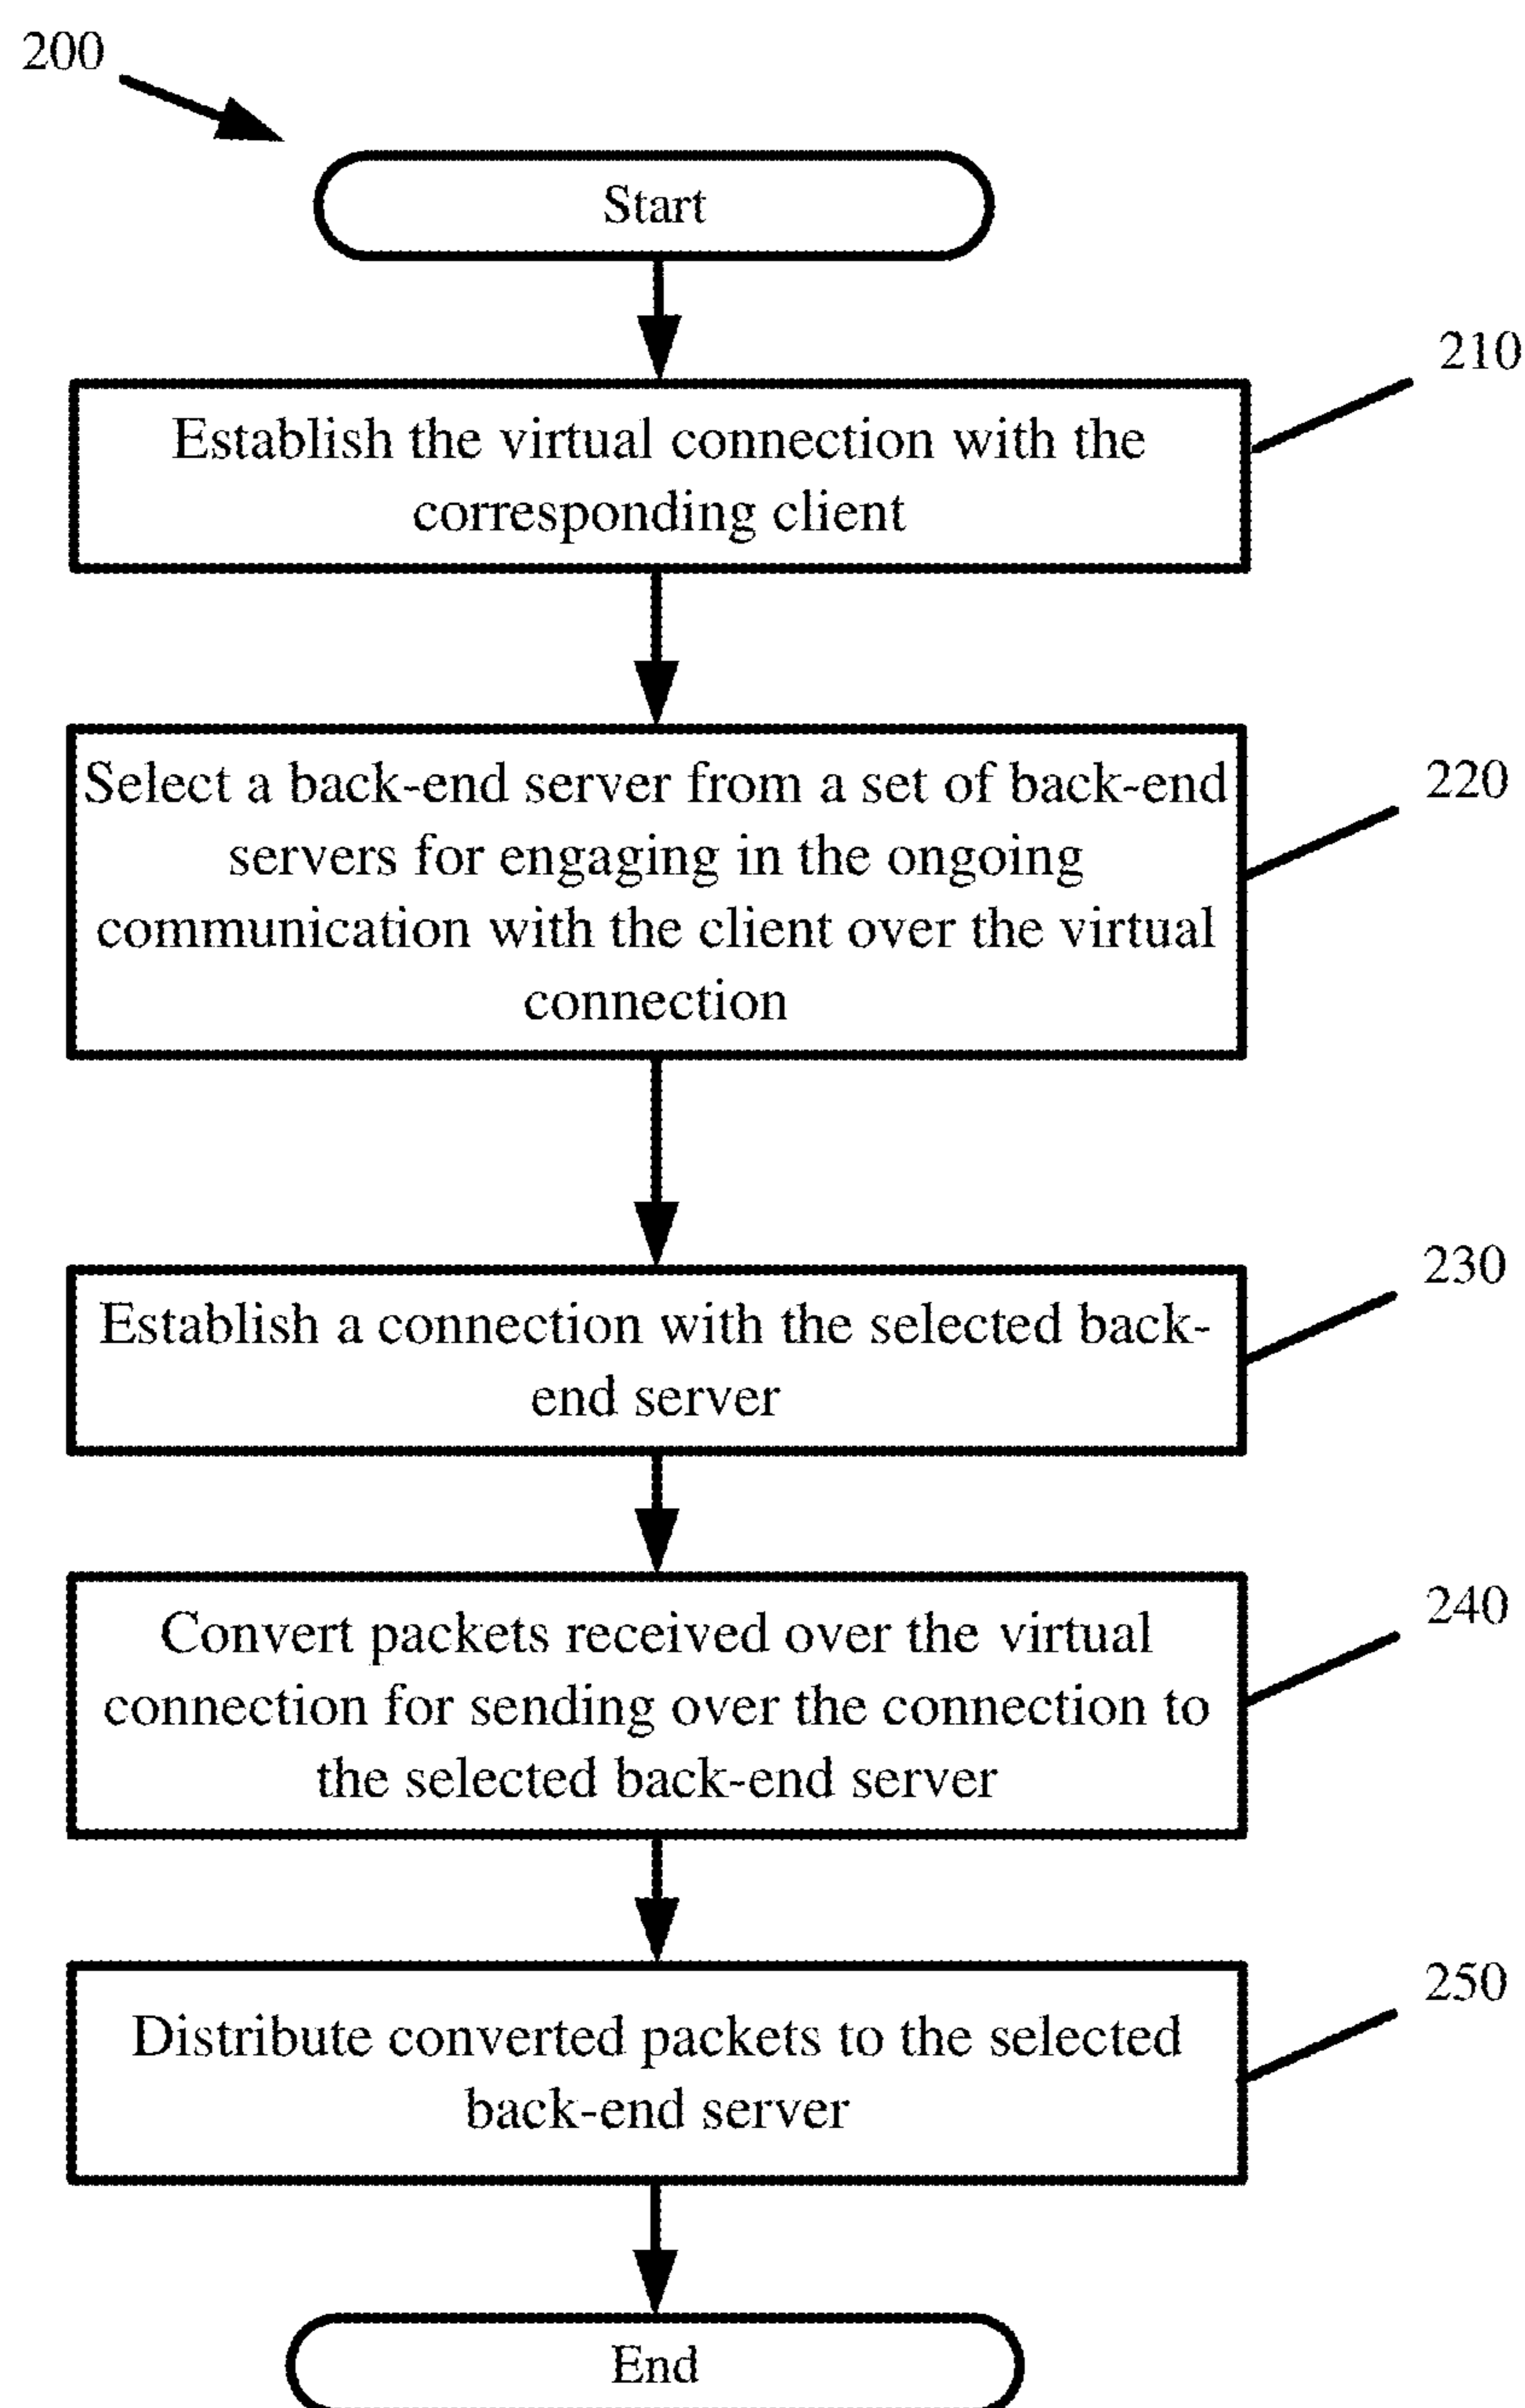 200
Start
210
Establish the virtual connection with the
corresponding client
220
Select a back-end server from a set of back-end
servers for engaging in the ongoing
communication with the client over the virtual
connection
230
Establish a connection with the selected back-
end server
240
Convert packets received over the virtual
connection for sending over the connection to
the selected back-end server
250
Distribute converted packets to the selected
back-end server
End